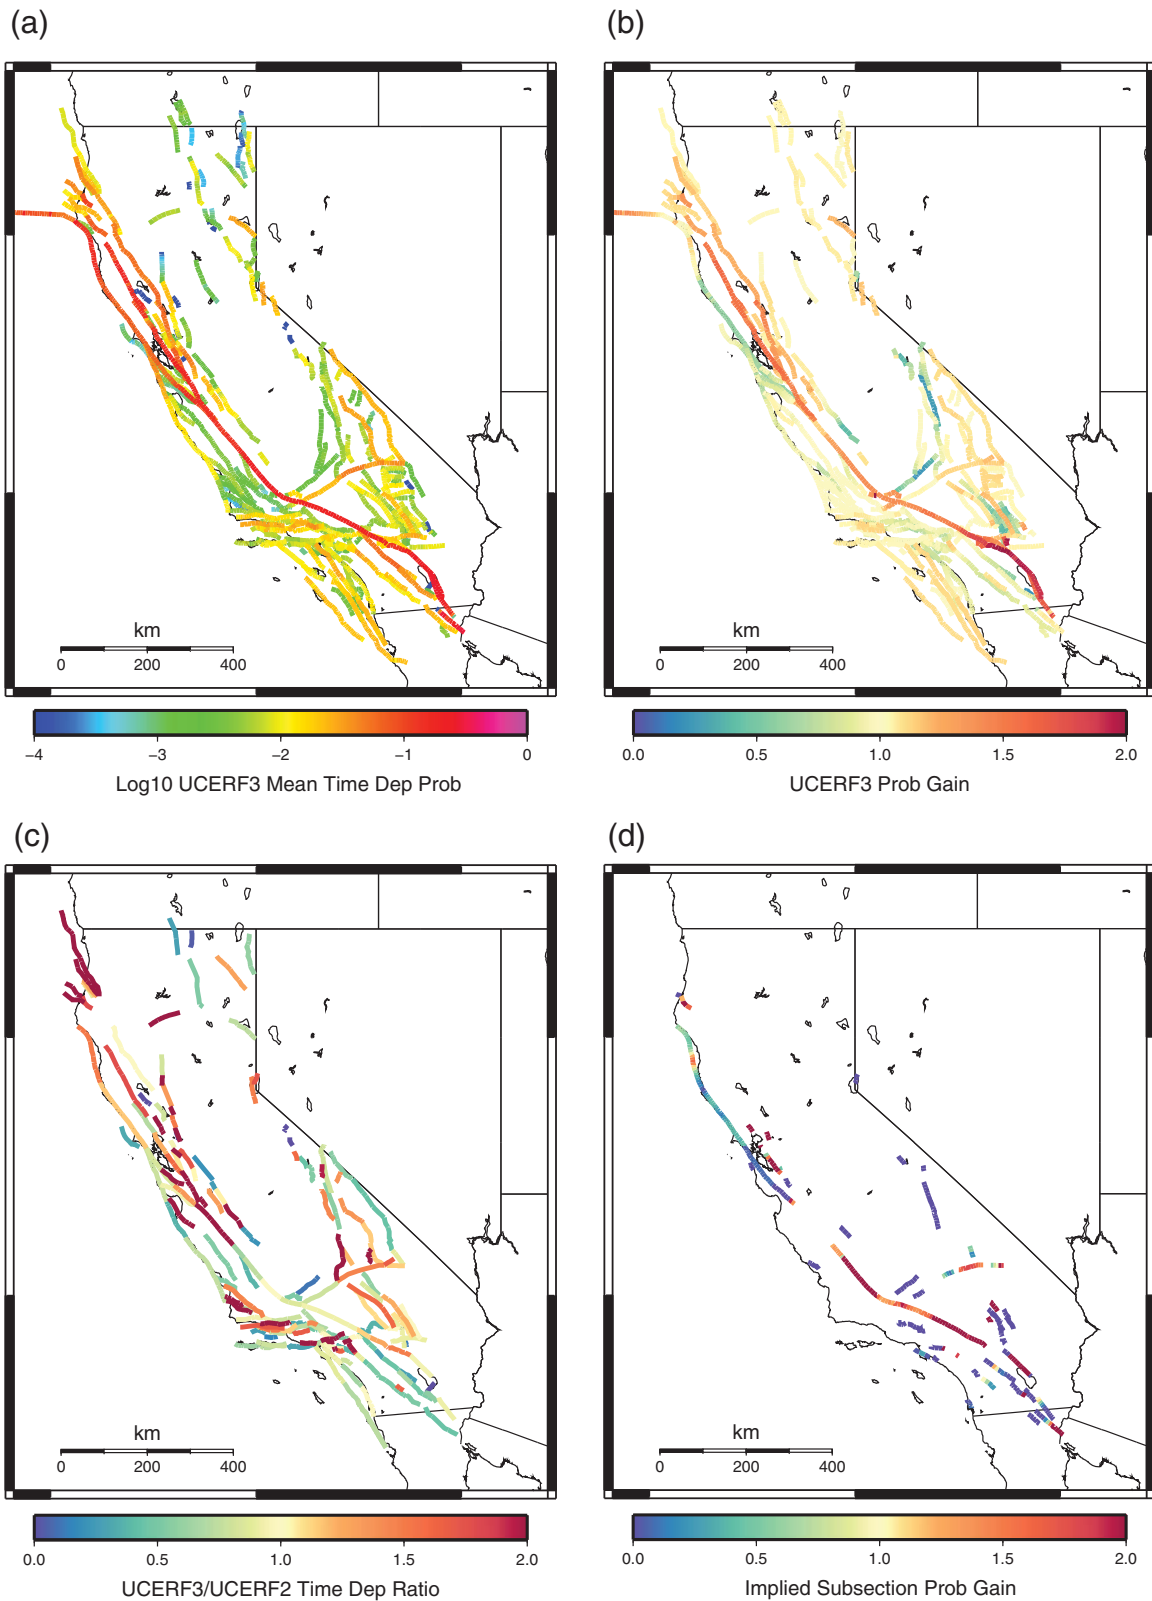 (a)
km
0 200 400
−4 −3 −2 −1 0
Log10 UCERF3 Mean Time Dep Prob
(b)
km
0 200 400
0.0 0.5 1.0 1.5 2.0
UCERF3 Prob Gain
(c)
km
0 200 400
0.0 0.5 1.0 1.5 2.0
UCERF3/UCERF2 Time Dep Ratio
(d)
km
0 200 400
0.0 0.5 1.0 1.5 2.0
Implied Subsection Prob Gain